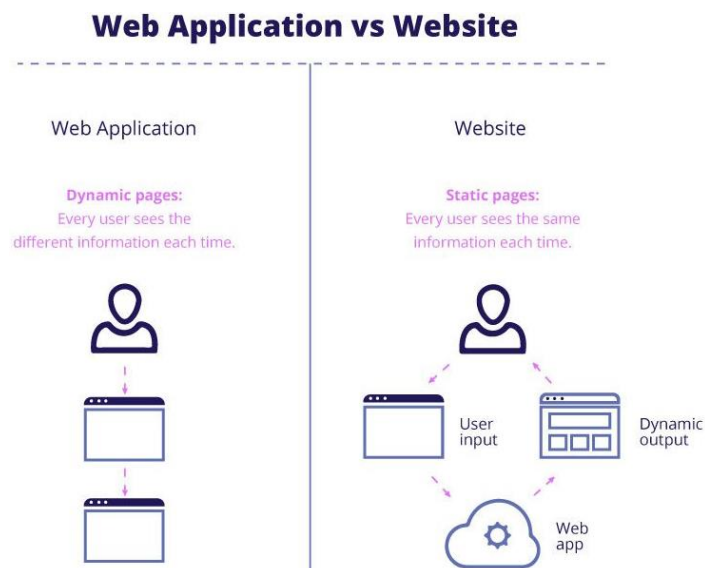 Web Application vs Website
Web Application
Dynamic pages:
Every user sees the
different information each time.
Website
Static pages:
Every user sees the same
information each time.
User
input
Dynamic
output
Web
app